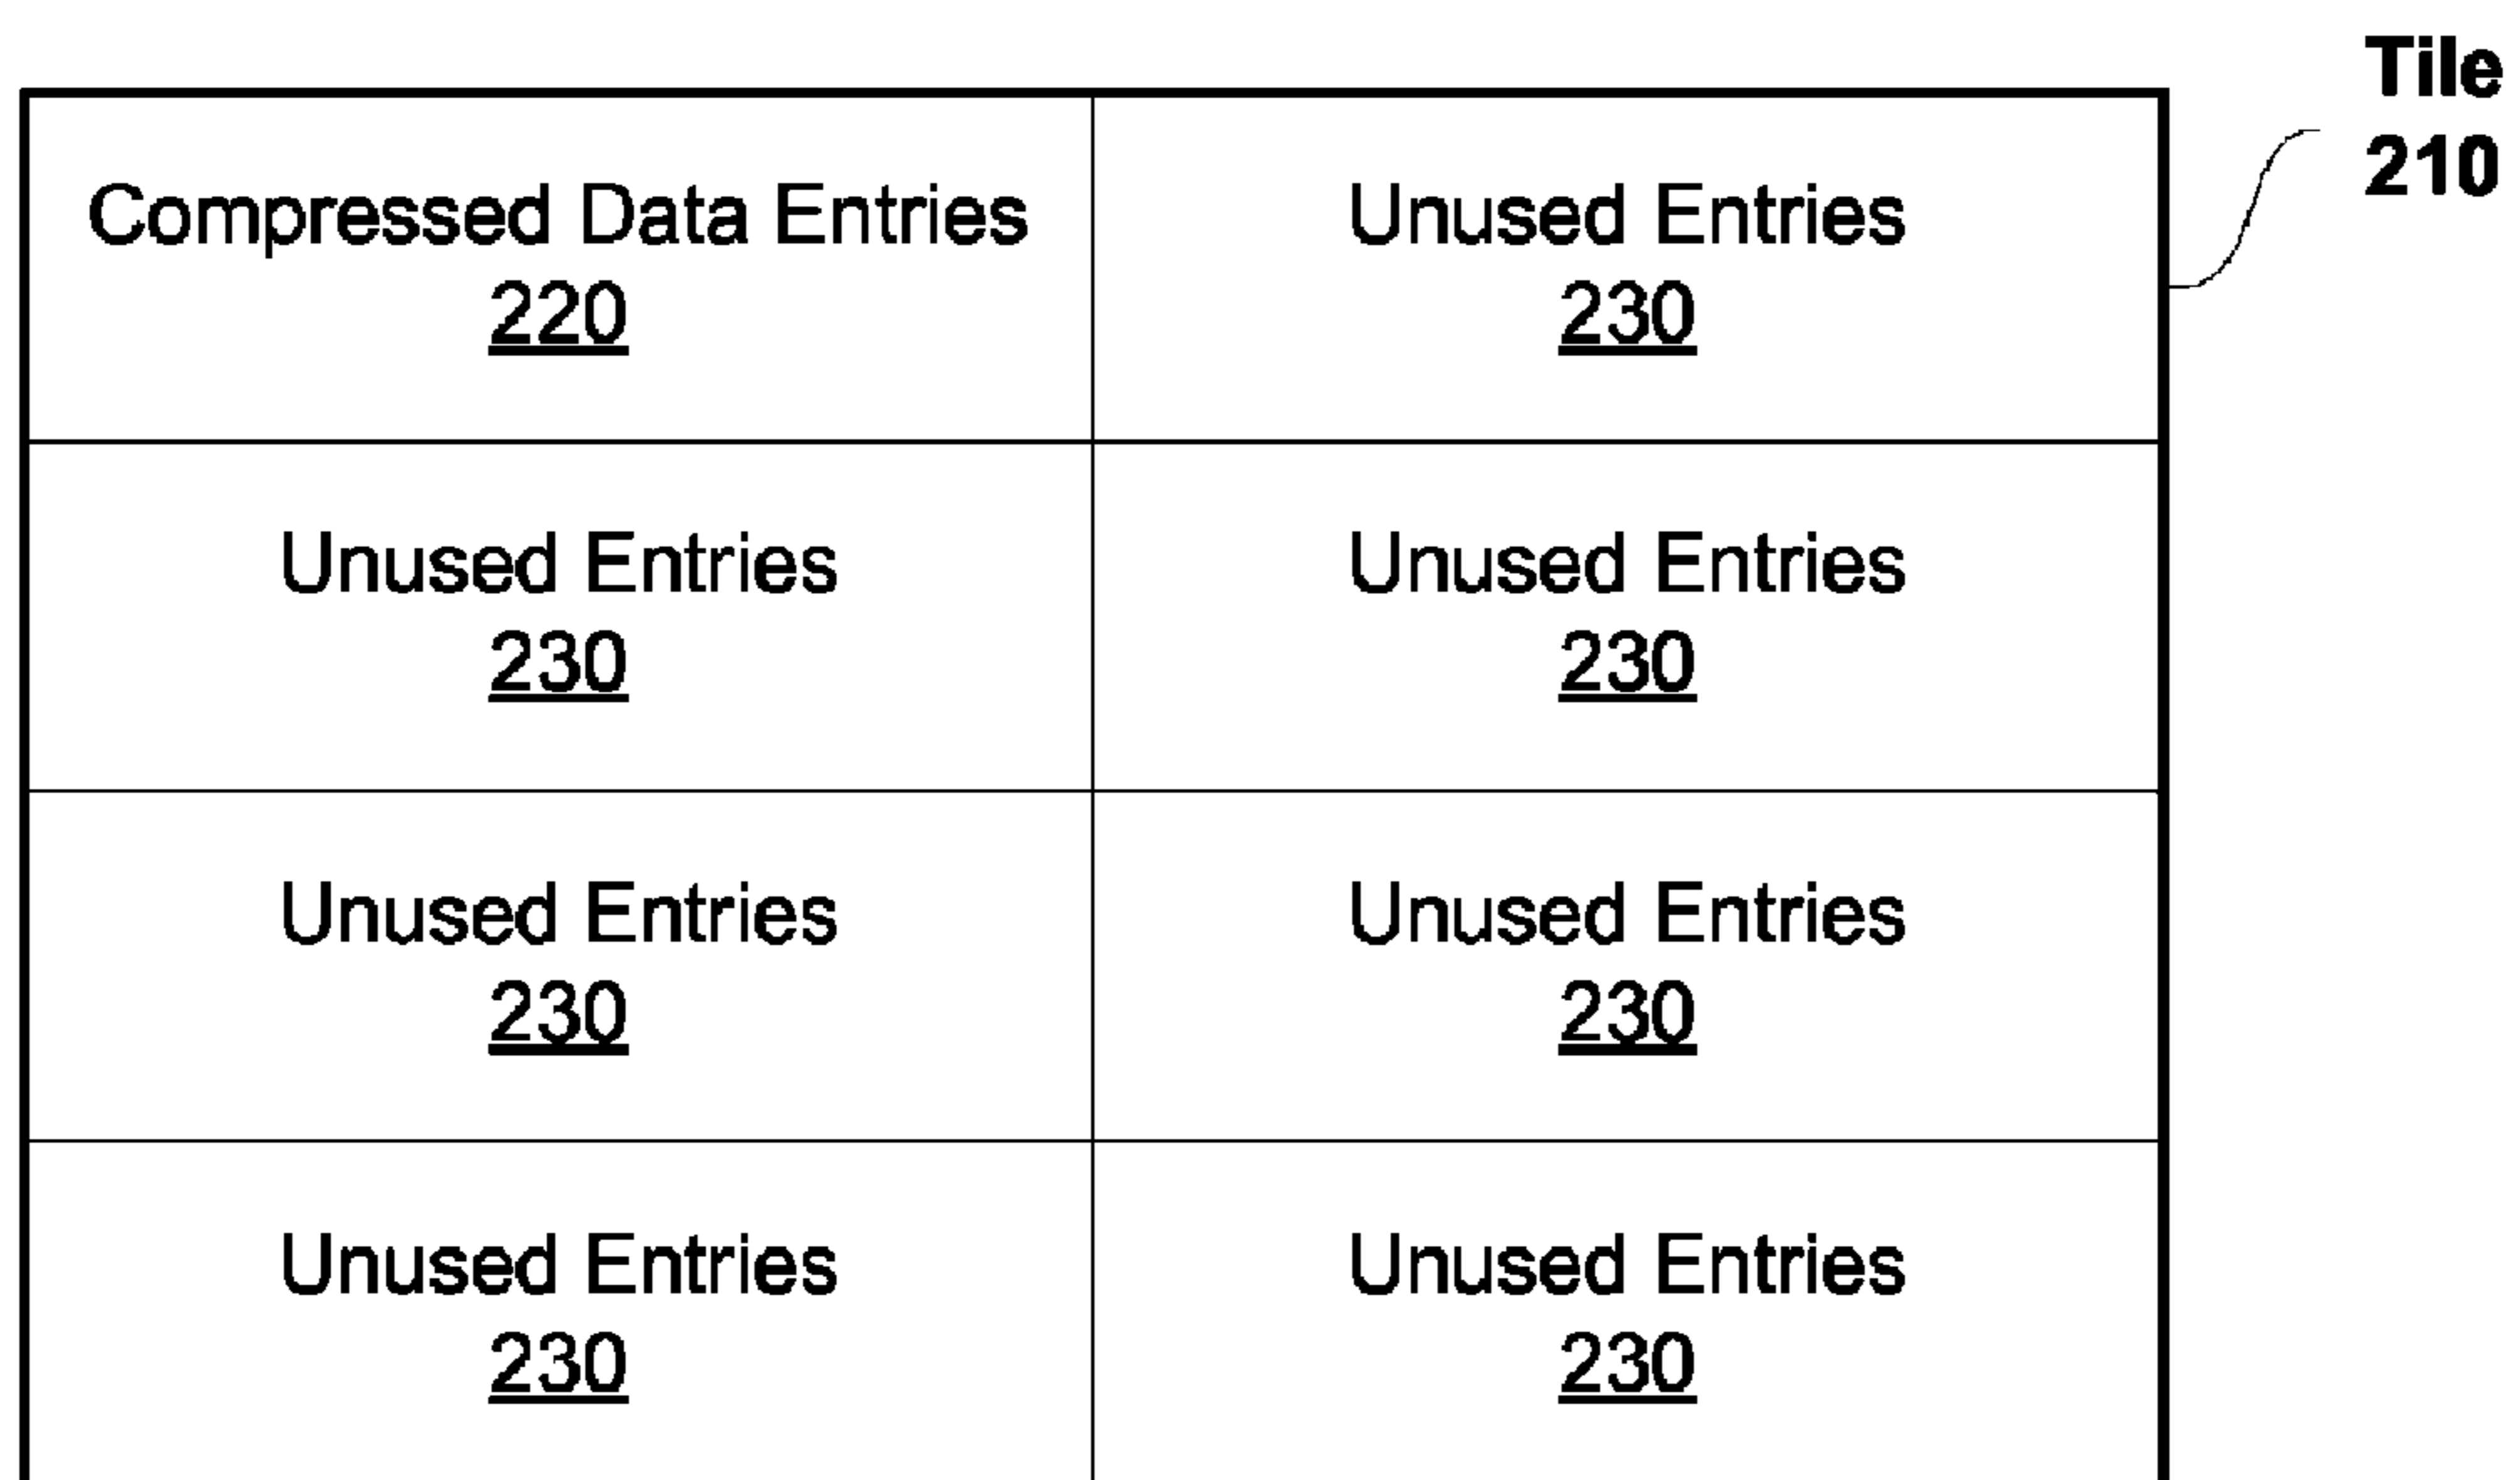 Tile
210
Compressed Data Entries
220
Unused Entries
230
Unused Entries
230
Unused Entries
230
Unused Entries
230
Unused Entries
230
Unused Entries
230
Unused Entries
230